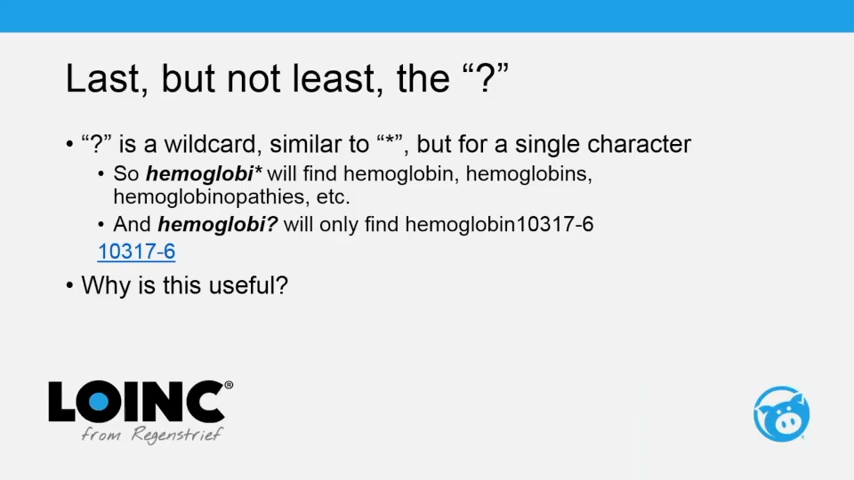 Last, but not least, the “?”
• “?” is a wildcard, similar to “*”, but for a single character
• So hemoglobi* will find hemoglobin, hemoglobins,
hemoglobinopathies, etc.
• And hemoglobi? will only find hemoglobin10317-6
10317-6
• Why is this useful?
LOINC®
from Regenstrief